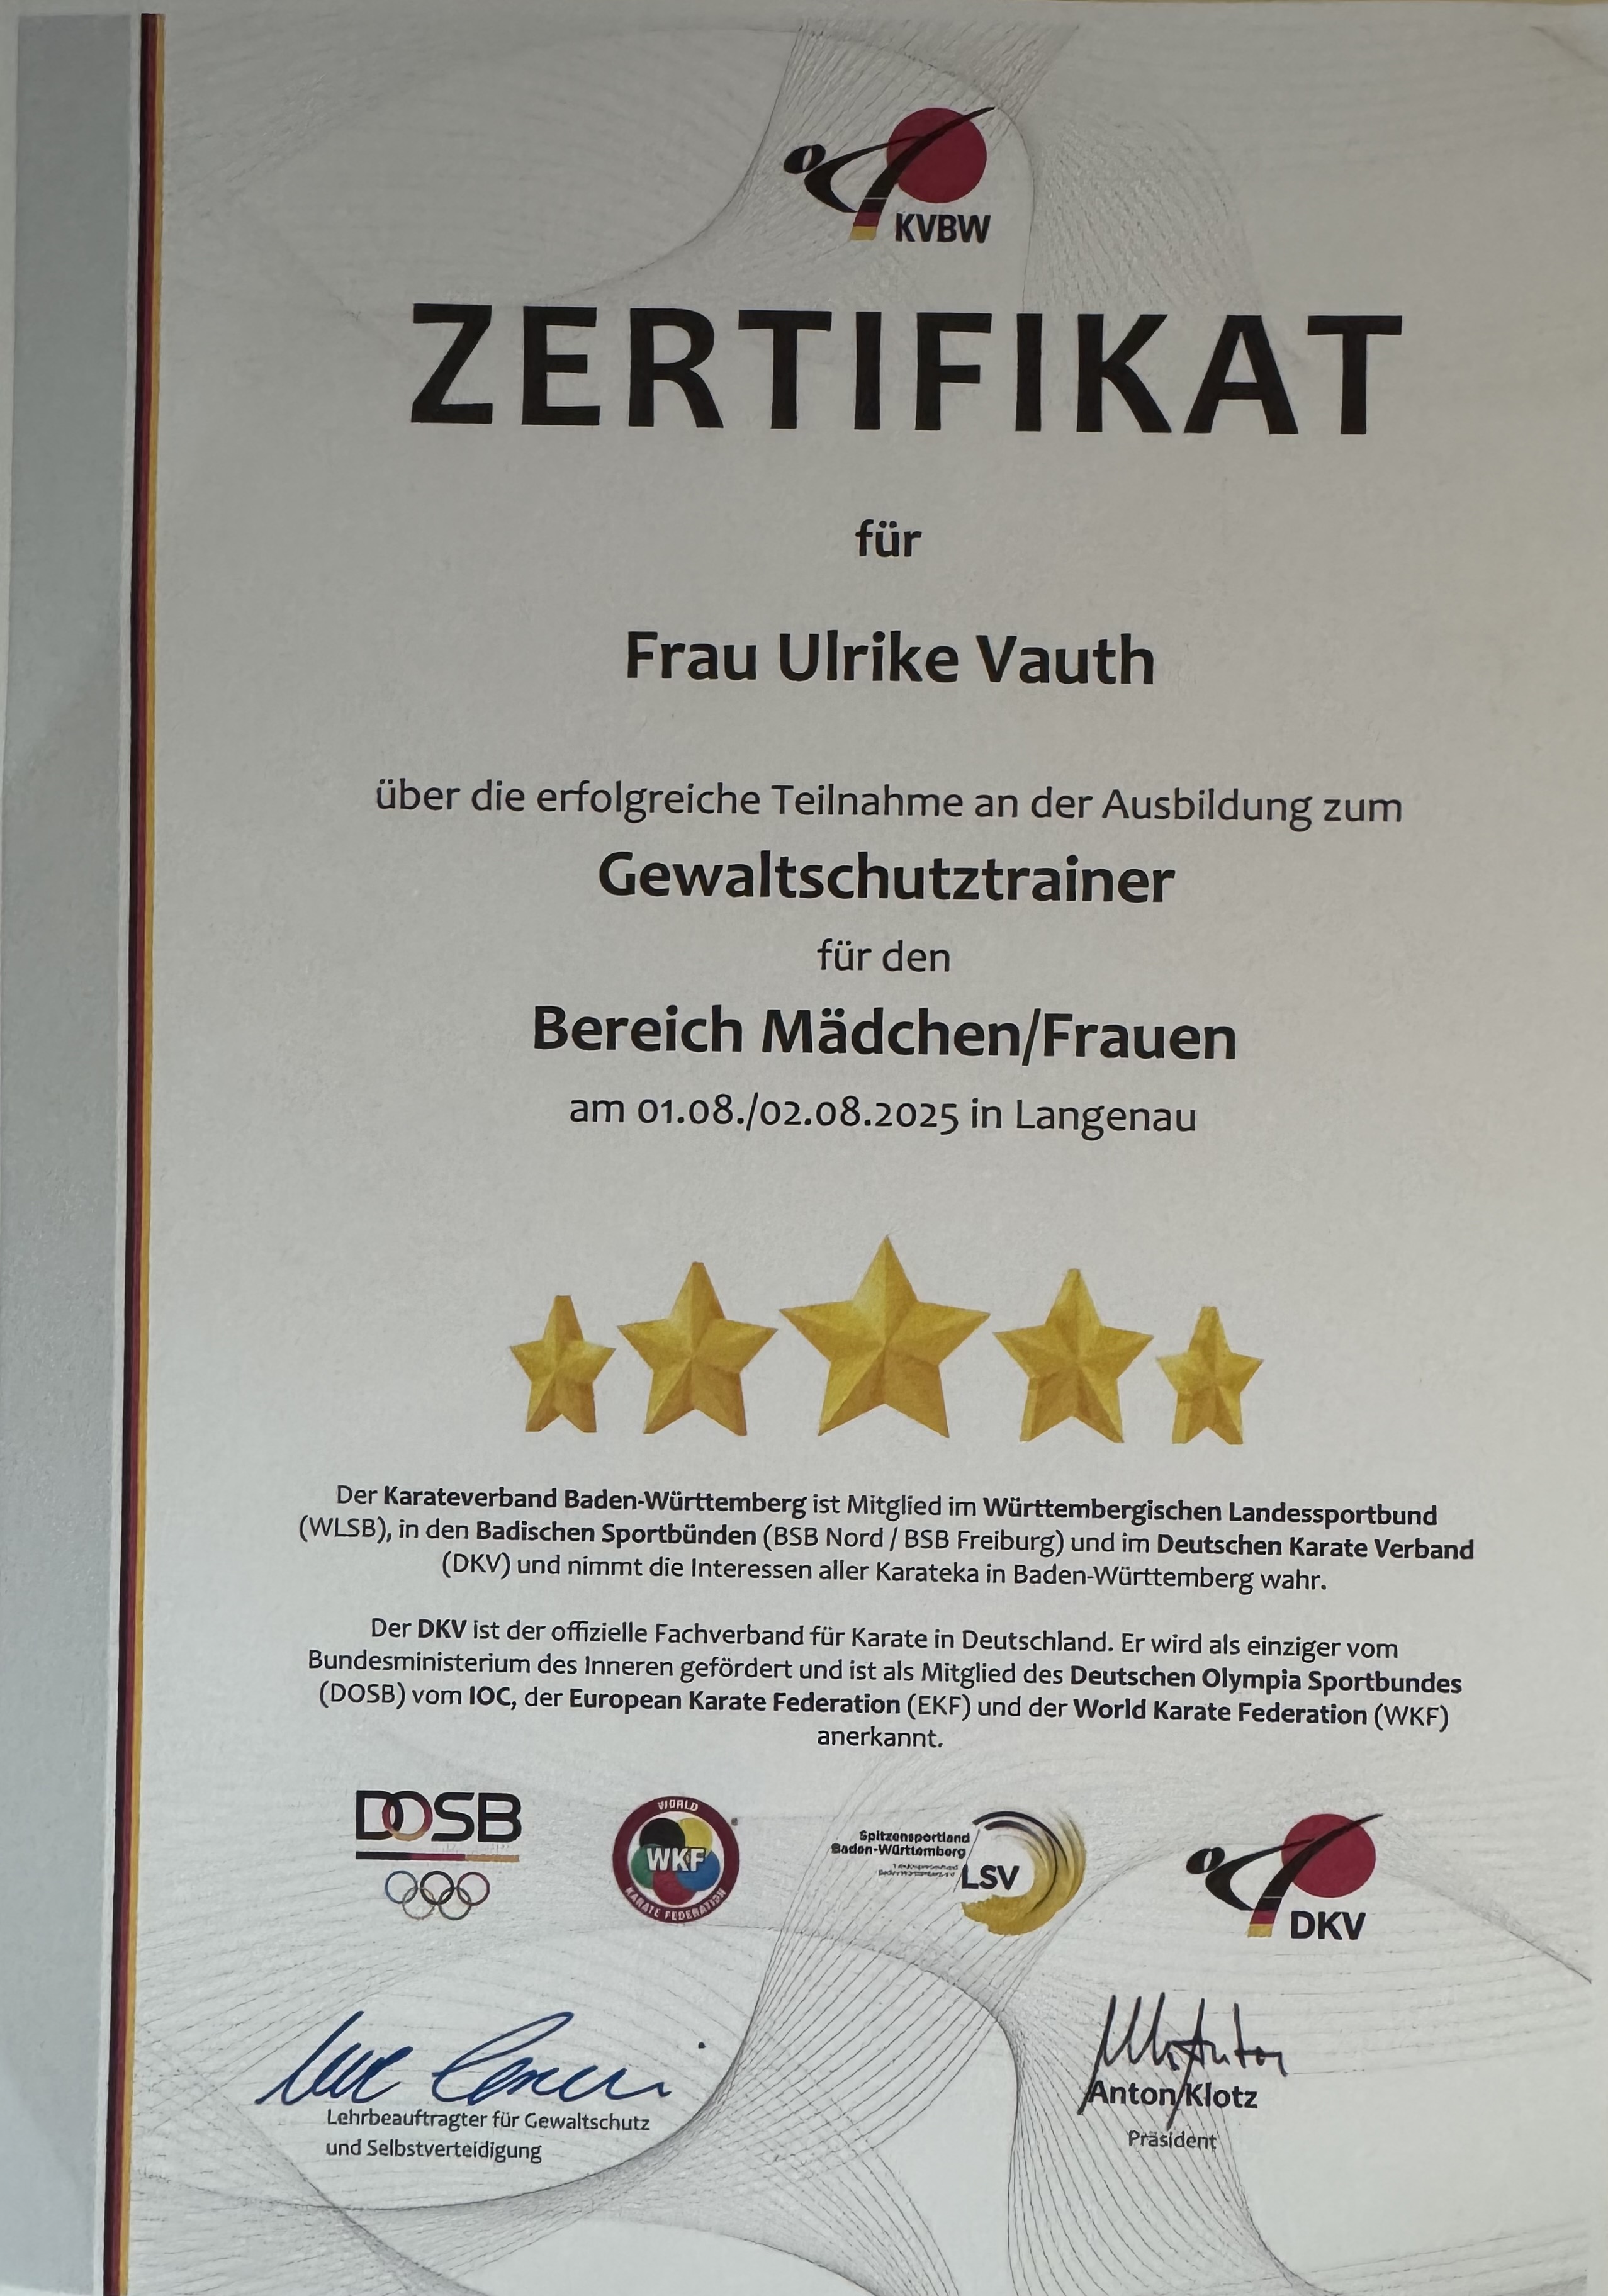 KVBW
ZERTIFIKAT
für
Frau Ulrike Vauth
über die erfolgreiche Teilnahme an der Ausbildung zum
Gewaltschutztrainer
für den
Bereich Mädchen/Frauen
am 01.08./02.08.2025 in Langenau
Der Karateverband Baden-Württemberg ist Mitglied im Württembergischen Landessportbund
(WLSB), in den Badischen Sportbünden (BSB Nord / BSB Freiburg) und im Deutschen Karate Verband
(DKV) und nimmt die Interessen aller Karateka in Baden-Württemberg wahr.
Der DKV ist der offizielle Fachverband für Karate in Deutschland. Er wird als einziger vom
Bundesministerium des Inneren gefördert und ist als Mitglied des Deutschen Olympia Sportbundes
(DOSB) vom IOC, der European Karate Federation (EKF) und der World Karate Federation (WKF)
anerkannt.
DOSB
WORLD
WKF
KARATE FEDERATION
Spitzensportland
Baden-Württemberg
LSV
DKV
Uwe
Anton
Lehrbeauftragter für Gewaltschutz
und Selbstverteidigung
Anton Klotz
Präsident